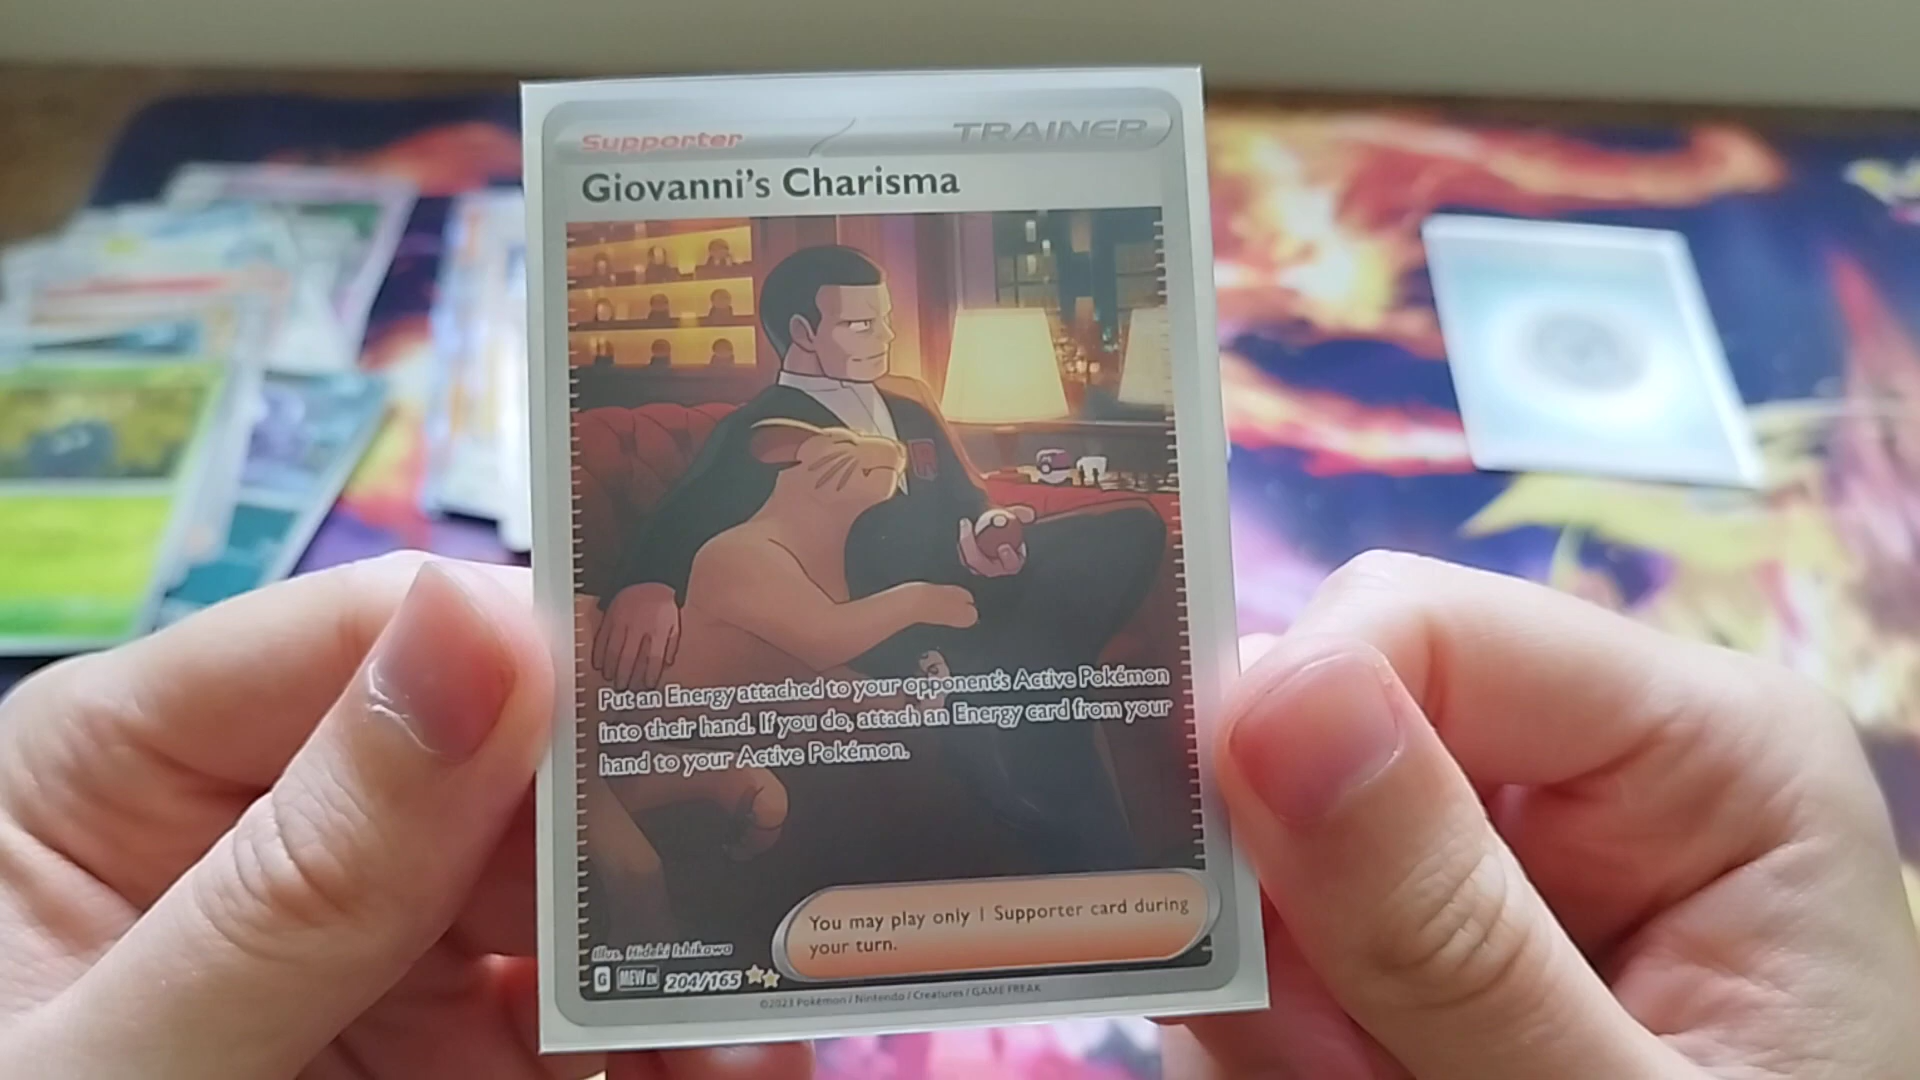 Supporter
TRAINER
Giovanni's Charisma
R
Put an Energy attached to your opponent's Active Pokémon
into their hand. If you do, attach an Energy card from your
hand to your Active Pokémon.
You may play only 1 Supporter card during
your turn.
Illus. Hideki Ishikawa
G MEW EN 204/165
©2023 Pokémon / Nintendo / Creatures / GAME FREAK